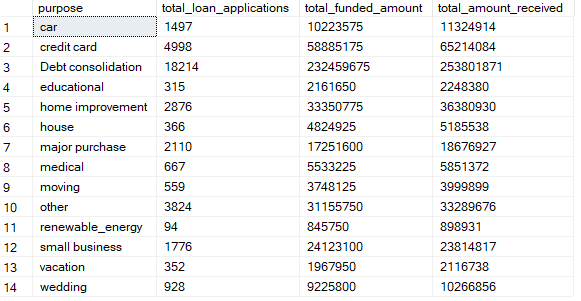 purpose total_loan_applications total_funded_amount total_amount_received
1 car 1497 10223575 11324914
2 credit card 4998 58885175 65214084
3 Debt consolidation 18214 232459675 253801871
4 educational 315 2161650 2248380
5 home improvement 2876 33350775 36380930
6 house 366 4824925 5185538
7 major purchase 2110 17251600 18676927
8 medical 667 5533225 5851372
9 moving 559 3748125 3999899
10 other 3824 31155750 33289676
11 renewable_energy 94 845750 898931
12 small business 1776 24123100 23814817
13 vacation 352 1967950 2116738
14 wedding 928 9225800 10266856